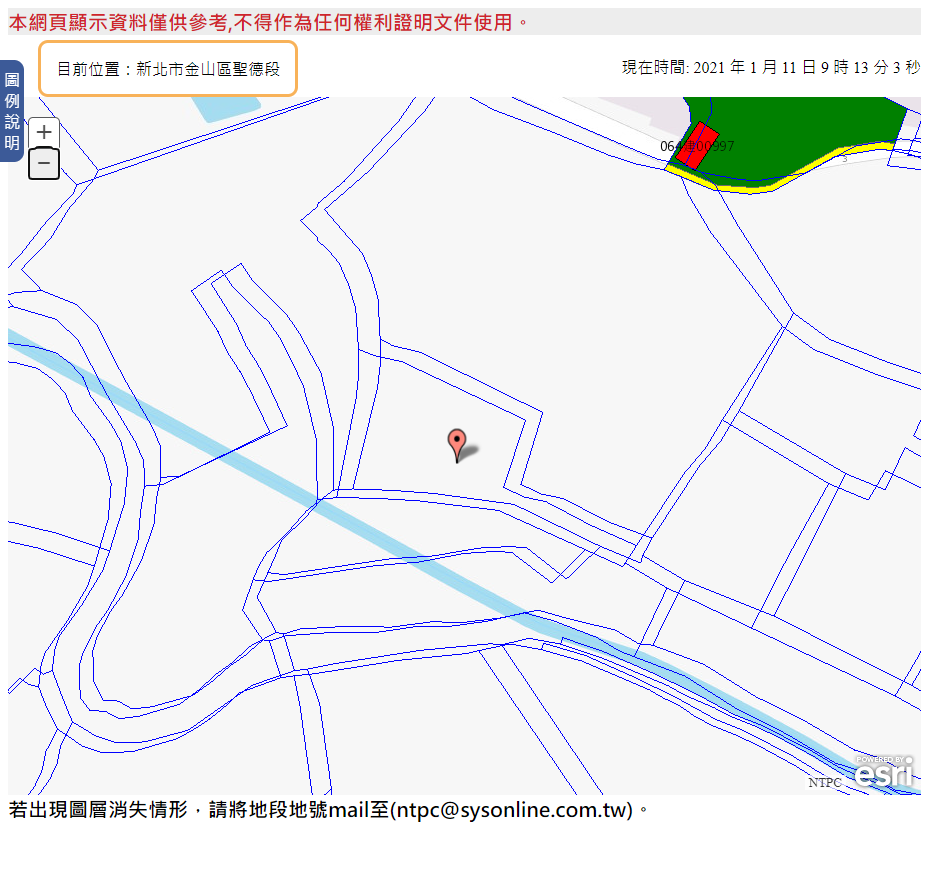 本網頁顯示資料僅供參考,不得作為任何權利證明文件使用。
目前位置：新北市金山區聖德段
現在時間: 2021 年 1 月 11 日 9 時 13 分 3 秒
圖例說明
+
−
3
NTPC
POWERED BY
esri
若出現圖層消失情形，請將地段地號mail至(ntpc@sysonline.com.tw)。